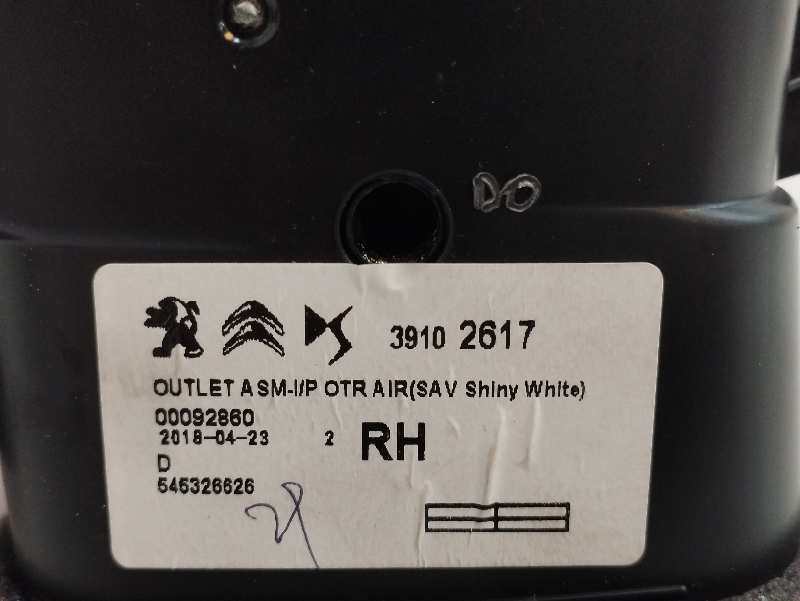 DO
3910 2617
OUTLET ASM-I/P OTR AIR(SAV Shiny White)
00092860
2018-04-23 2 RH
D
545326626